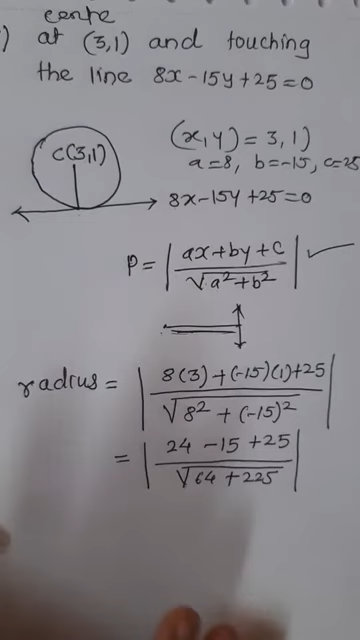 centre
) at (3,1) and touching
the line 8x - 15y + 25 = 0
C(3,1)
(x,y) = 3,1)
a=8, b=-15, c=25
8x-15y +25=0
P = | ax+by+c / √a²+b² |
radius = | 8(3)+(-15)(1)+25 / √8² + (-15)² |
= | 24 - 15 + 25 / √64 + 225 |